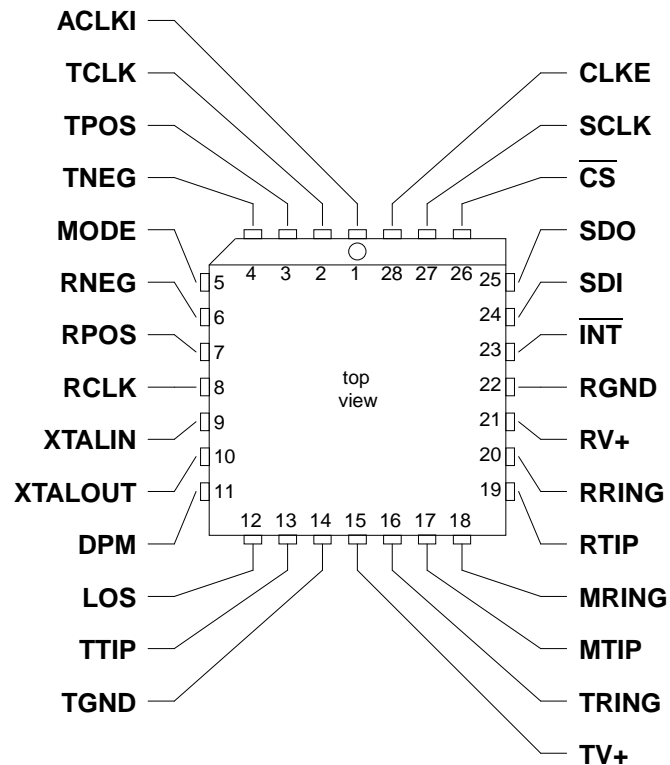 ACLKI
TCLK
TPOS
TNEG
MODE
RNEG
RPOS
RCLK
XTALIN
XTALOUT
DPM
LOS
TTIP
TGND
CLKE
SCLK
C̅S̅
SDO
SDI
I̅N̅T̅
RGND
RV+
RRING
RTIP
MRING
MTIP
TRING
TV+
4 3 2 1 28 27 26
5
6
7
8
9
10
11
25
24
23
22
21
20
19
top
view
12 13 14 15 16 17 18